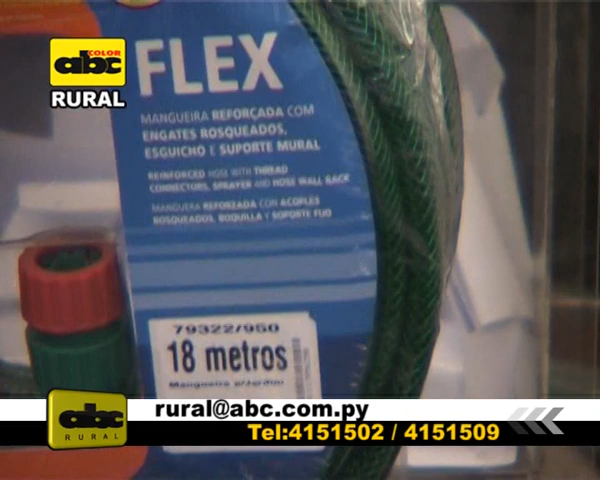 COLOR
abc
RURAL
FLEX
MANGUEIRA REFORÇADA COM
ENGATES ROSQUEADOS,
ESGUICHO E SUPORTE MURAL
REINFORCED HOSE WITH THREAD
CONNECTORS, SPRAYER AND HOSE WALL RACK
MANGUERA REFORZADA CON ACOPLES
ROSQUEADOS, BOQUILLA Y SOPORTE FIJO
79322/950
18 metros
Mangueira p/Jardim
abc
RURAL
rural@abc.com.py
Tel:4151502 / 4151509